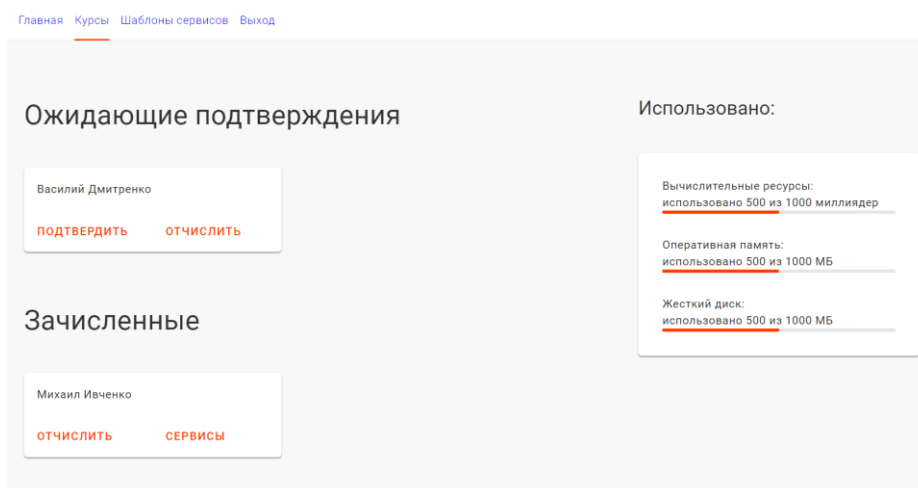 Главная Курсы Шаблоны сервисов Выход
Ожидающие подтверждения
Василий Дмитренко
ПОДТВЕРДИТЬ ОТЧИСЛИТЬ
Зачисленные
Михаил Ивченко
ОТЧИСЛИТЬ СЕРВИСЫ
Использовано:
Вычислительные ресурсы:
использовано 500 из 1000 миллиядер
Оперативная память:
использовано 500 из 1000 МБ
Жесткий диск:
использовано 500 из 1000 МБ